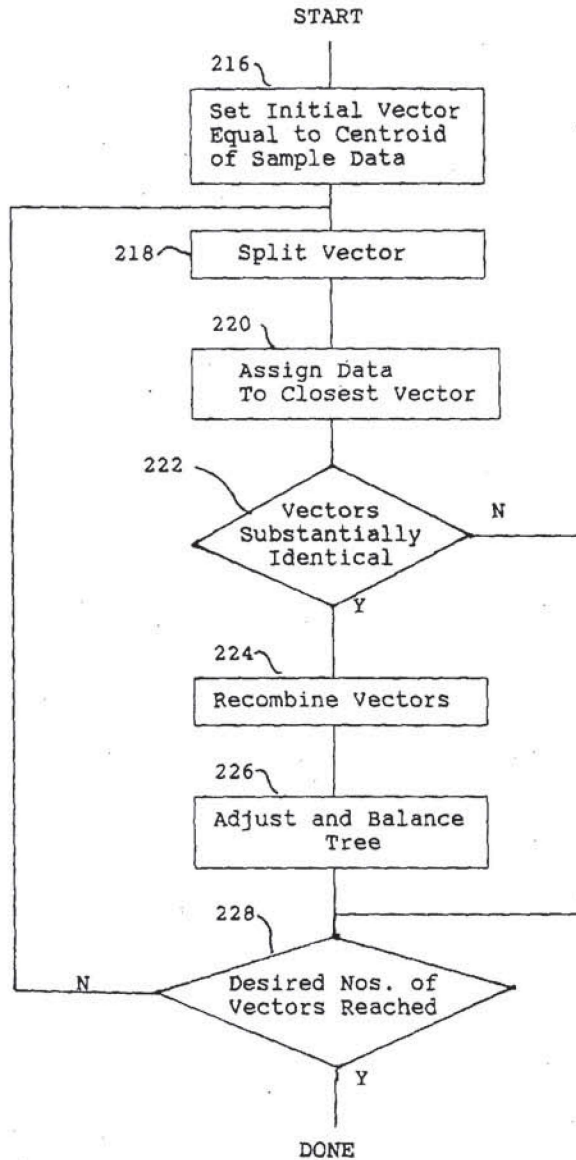 START
216
Set Initial Vector
Equal to Centroid
of Sample Data
218
Split Vector
220
Assign Data
To Closest Vector
222
Vectors
Substantially
Identical
N
Y
224
Recombine Vectors
226
Adjust and Balance
Tree
228
Desired Nos. of
Vectors Reached
N
Y
DONE